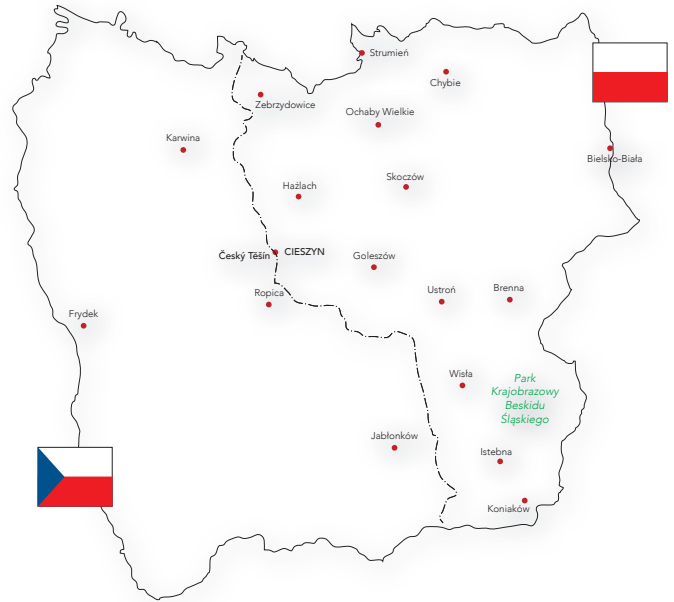 Strumień
Chybie
Zebrzydowice
Ochaby Wielkie
Karwina
Bielsko-Biała
Skoczów
Hażlach
Český Těšín
CIESZYN
Goleszów
Ropica
Ustroń
Brenna
Frydek
Wisła
Park
Krajobrazowy
Beskidu
Śląskiego
Jabłonków
Istebna
Koniaków